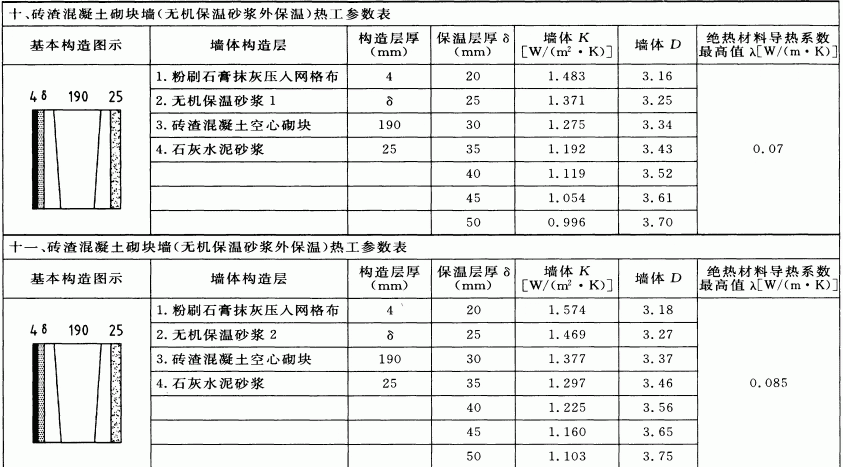 十、砖渣混凝土砌块墙(无机保温砂浆外保温)热工参数表
基本构造图示 墙体构造层 构造层厚(mm) 保温层厚δ(mm) 墙体K[W/(m²·K)] 墙体D 绝热材料导热系数最高值λ[W/(m·K)]
4 δ 190 25
1.粉刷石膏抹灰压入网格布 4 20 1.483 3.16
2.无机保温砂浆1 δ 25 1.371 3.25
3.砖渣混凝土空心砌块 190 30 1.275 3.34
4.石灰水泥砂浆 25 35 1.192 3.43 0.07
40 1.119 3.52
45 1.054 3.61
50 0.996 3.70
十一、砖渣混凝土砌块墙(无机保温砂浆外保温)热工参数表
基本构造图示 墙体构造层 构造层厚(mm) 保温层厚δ(mm) 墙体K[W/(m²·K)] 墙体D 绝热材料导热系数最高值λ[W/(m·K)]
4 δ 190 25
1.粉刷石膏抹灰压入网格布 4 20 1.574 3.18
2.无机保温砂浆2 δ 25 1.469 3.27
3.砖渣混凝土空心砌块 190 30 1.377 3.37
4.石灰水泥砂浆 25 35 1.297 3.46 0.085
40 1.225 3.56
45 1.160 3.65
50 1.103 3.75